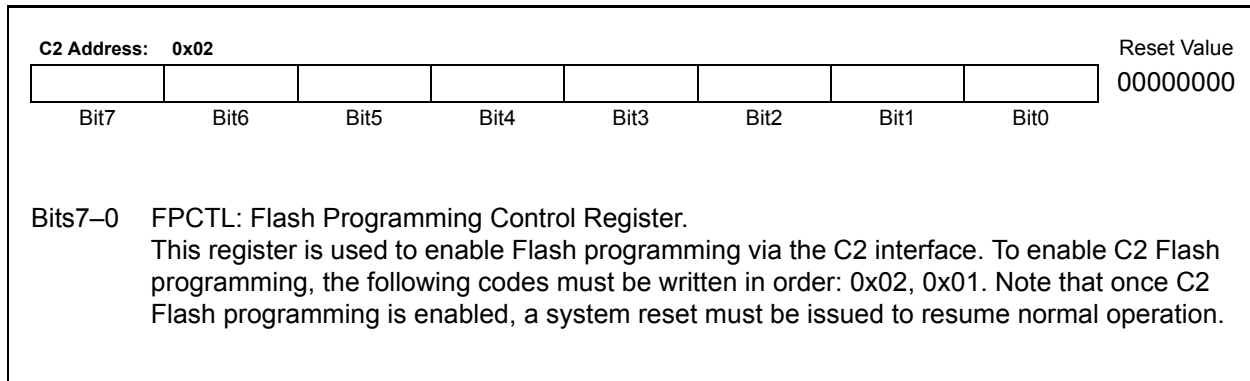 C2 Address: 0x02 Reset Value
00000000
Bit7 Bit6 Bit5 Bit4 Bit3 Bit2 Bit1 Bit0
Bits7–0 FPCTL: Flash Programming Control Register.
This register is used to enable Flash programming via the C2 interface. To enable C2 Flash
programming, the following codes must be written in order: 0x02, 0x01. Note that once C2
Flash programming is enabled, a system reset must be issued to resume normal operation.